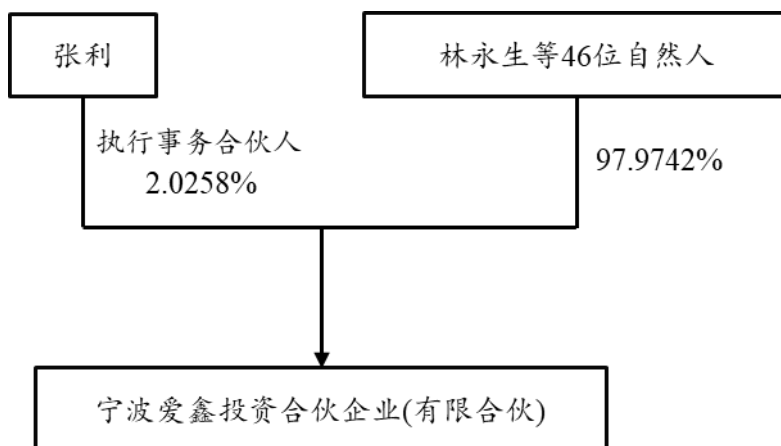 张利
林永生等46位自然人
执行事务合伙人
2.0258%
97.9742%
宁波爱鑫投资合伙企业(有限合伙)